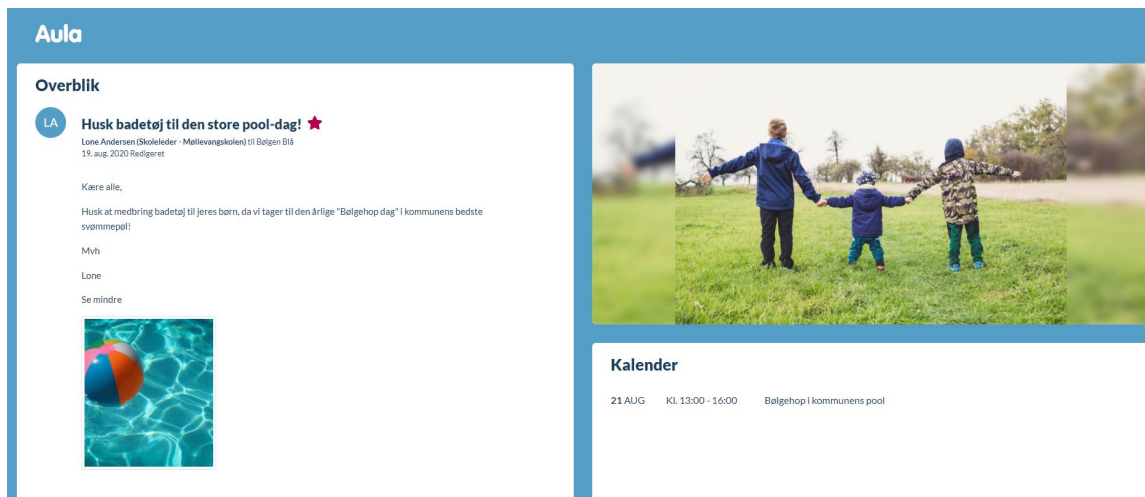 Aula
Overblik
LA
Husk badetøj til den store pool-dag!
Lone Andersen (Skoleleder - Møllevangskolen) til Bølgen Blå
19. aug. 2020 Redigeret
Kære alle,
Husk at medbring badetøj til jeres børn, da vi tager til den årlige "Bølgehop dag" i kommunens bedste
svømmepøl!
Mvh
Lone
Se mindre
Kalender
21 AUG Kl. 13:00 - 16:00 Bølgehop i kommunens pool